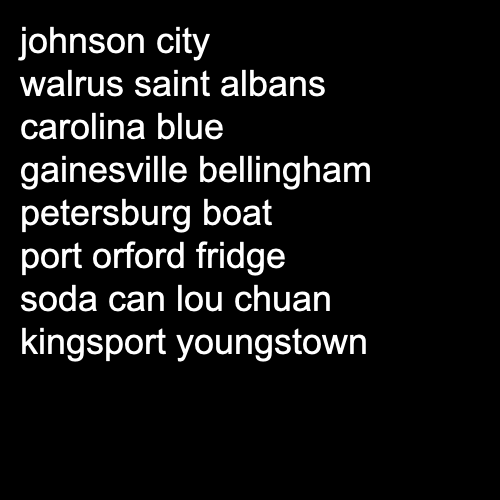 johnson city
walrus saint albans
carolina blue
gainesville bellingham
petersburg boat
port orford fridge
soda can lou chuan
kingsport youngstown